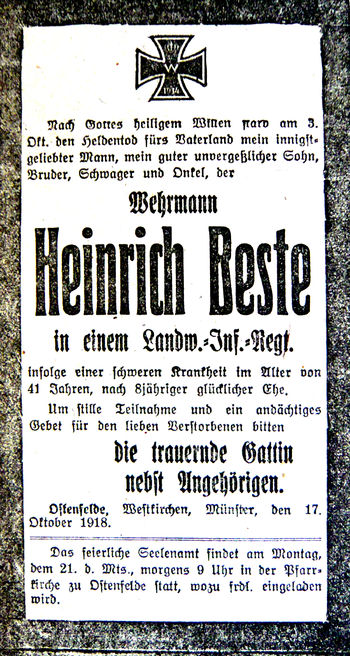 W
1914
Nach Gottes heiligem Willen starb am 3.
Okt. den Heldentod fürs Vaterland mein innigst-
geliebter Mann, mein guter unvergeßlicher Sohn,
Bruder, Schwager und Onkel, der
Wehrmann
Heinrich Beste
in einem Landw.-Inf.-Regt.
infolge einer schweren Krankheit im Alter von
41 Jahren, nach 8jähriger glücklicher Ehe.
Um stille Teilnahme und ein andächtiges
Gebet für den lieben Verstorbenen bitten
die trauernde Gattin
nebst Angehörigen.
Ostenfelde, Westkirchen, Münster, den 17.
Oktober 1918.
Das feierliche Seelenamt findet am Montag,
dem 21. d. Mts., morgens 9 Uhr in der Pfarr-
kirche zu Ostenfelde statt, wozu frdl. eingeladen
wird.